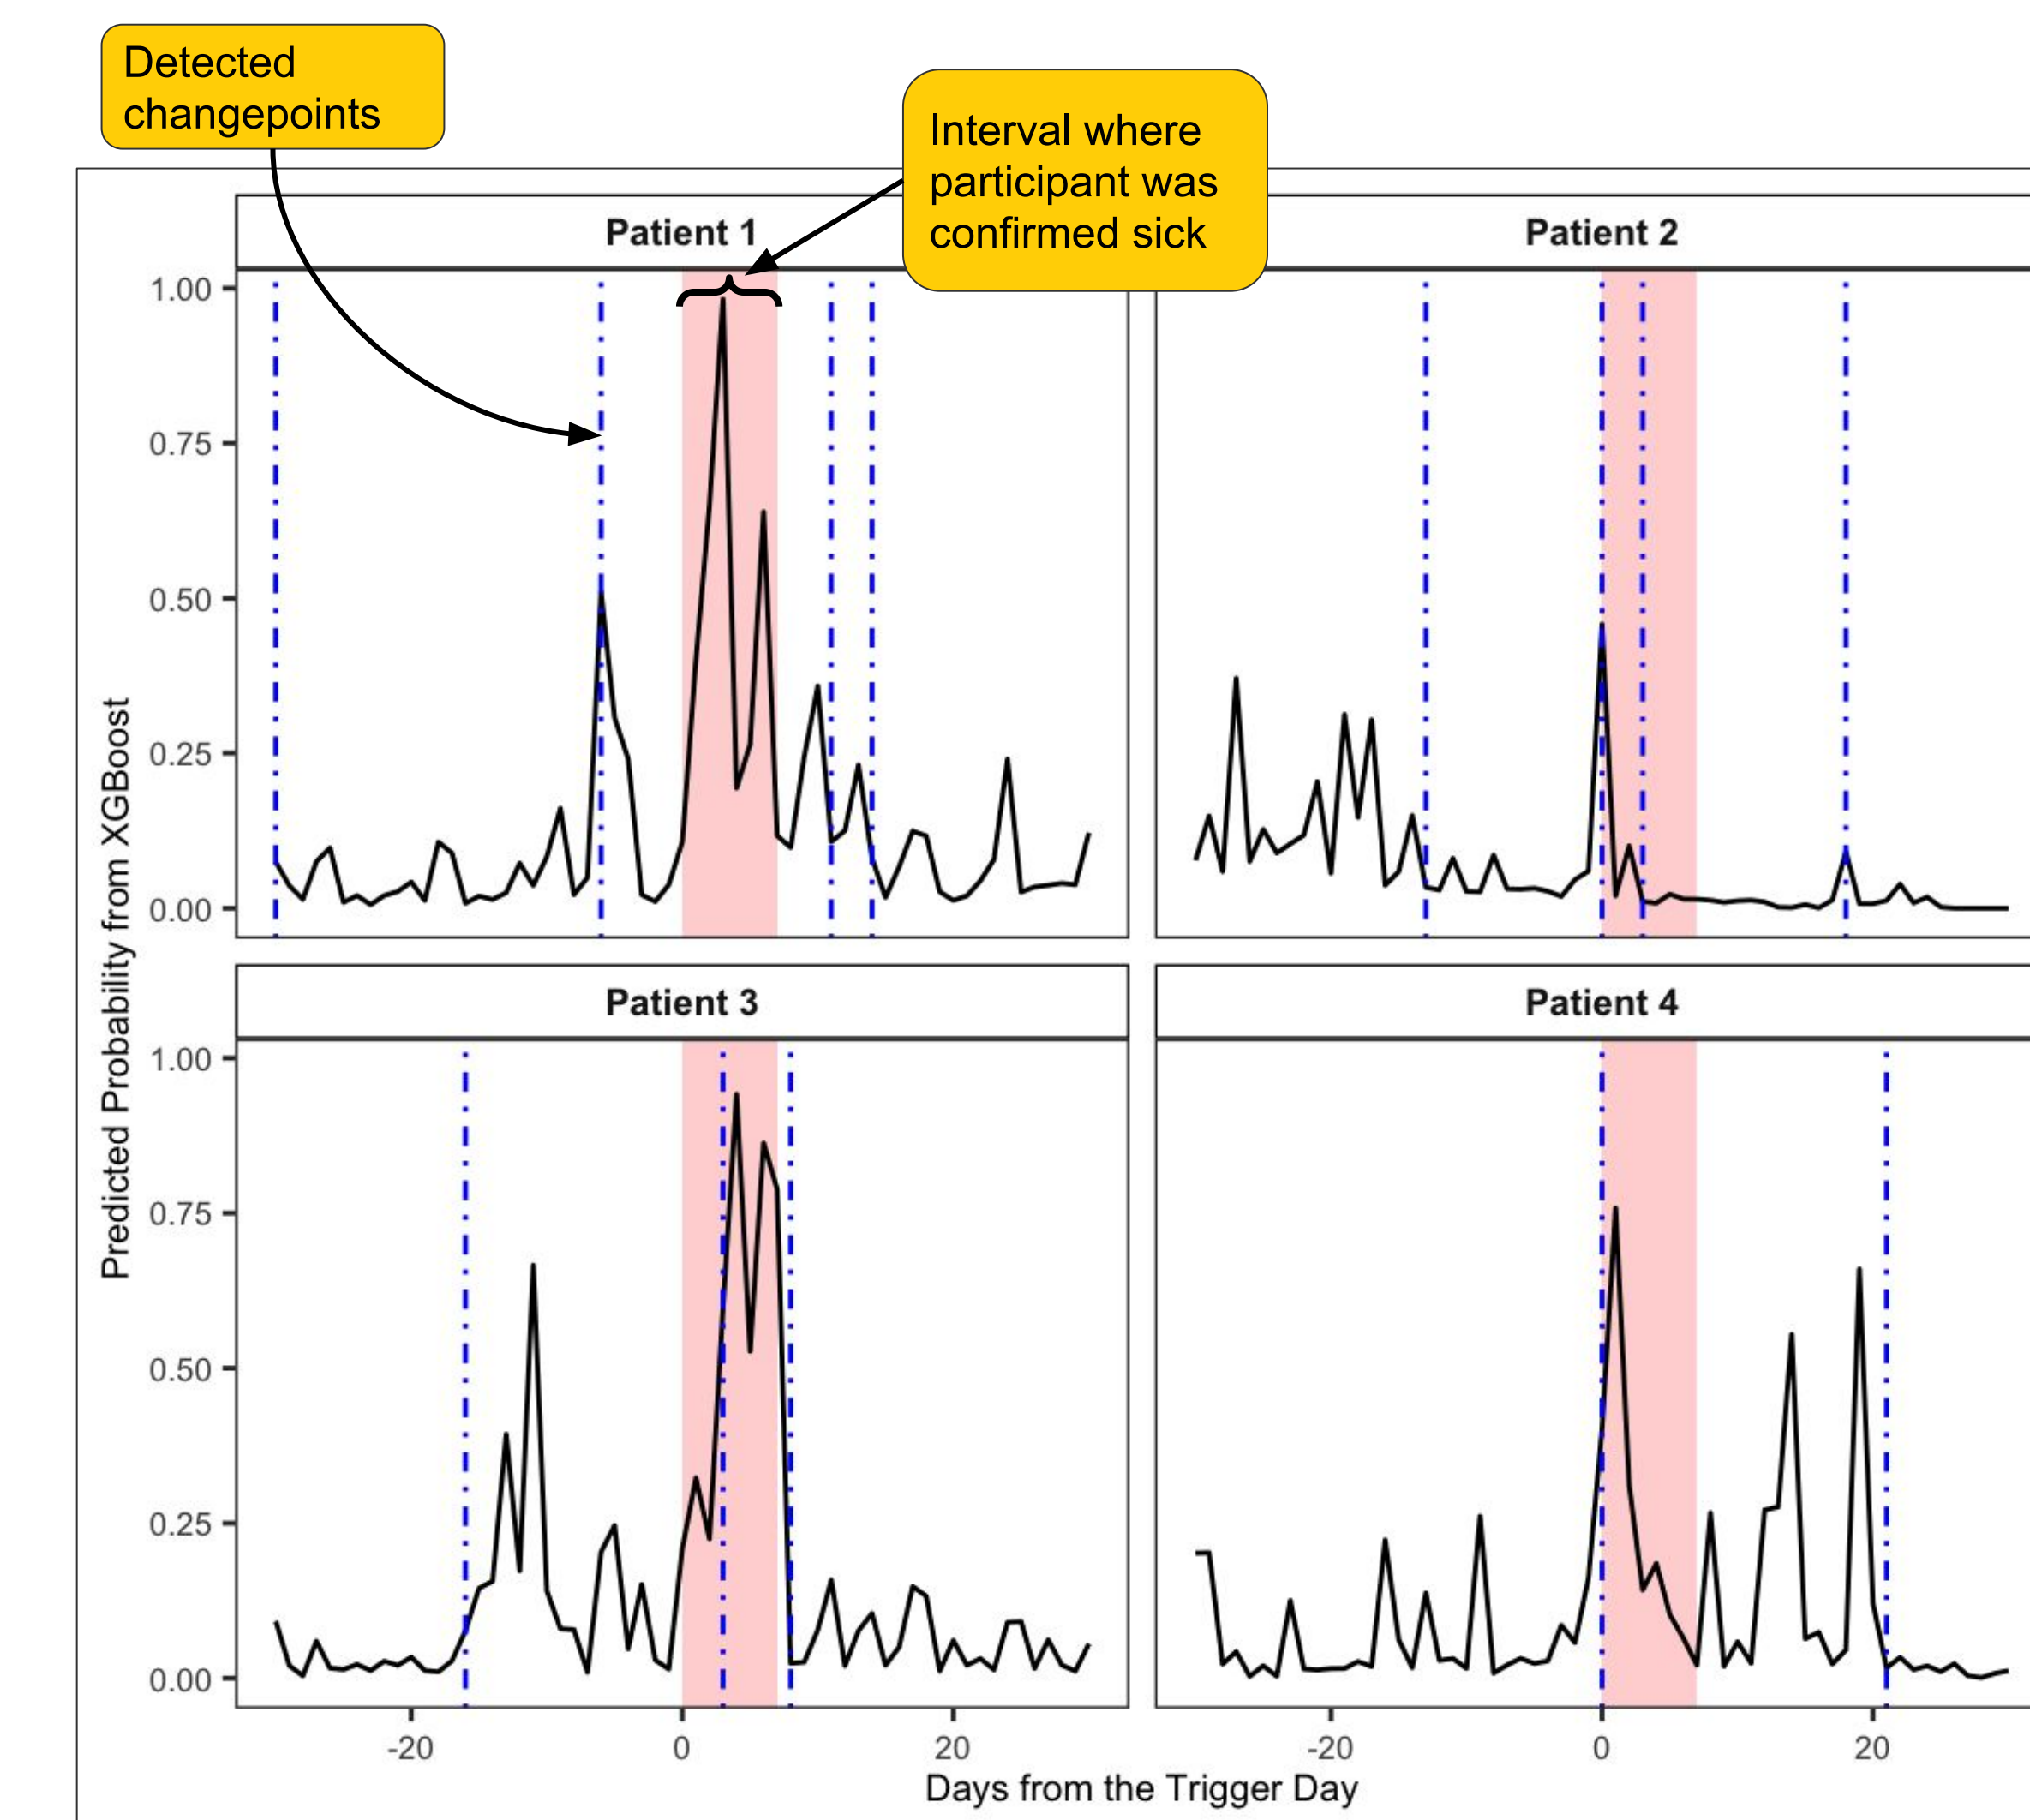 Detected
changepoints
Interval where
participant was
confirmed sick
Patient 1
Patient 2
1.00
0.75
0.50
0.25
0.00
Patient 3
Patient 4
1.00
0.75
0.50
0.25
0.00
Predicted Probability from XGBoost
-20
0
20
-20
0
20
Days from the Trigger Day